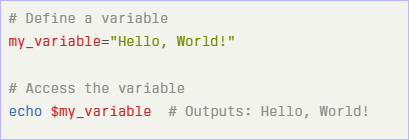 # Define a variable
my_variable="Hello, World!"
# Access the variable
echo $my_variable  # Outputs: Hello, World!